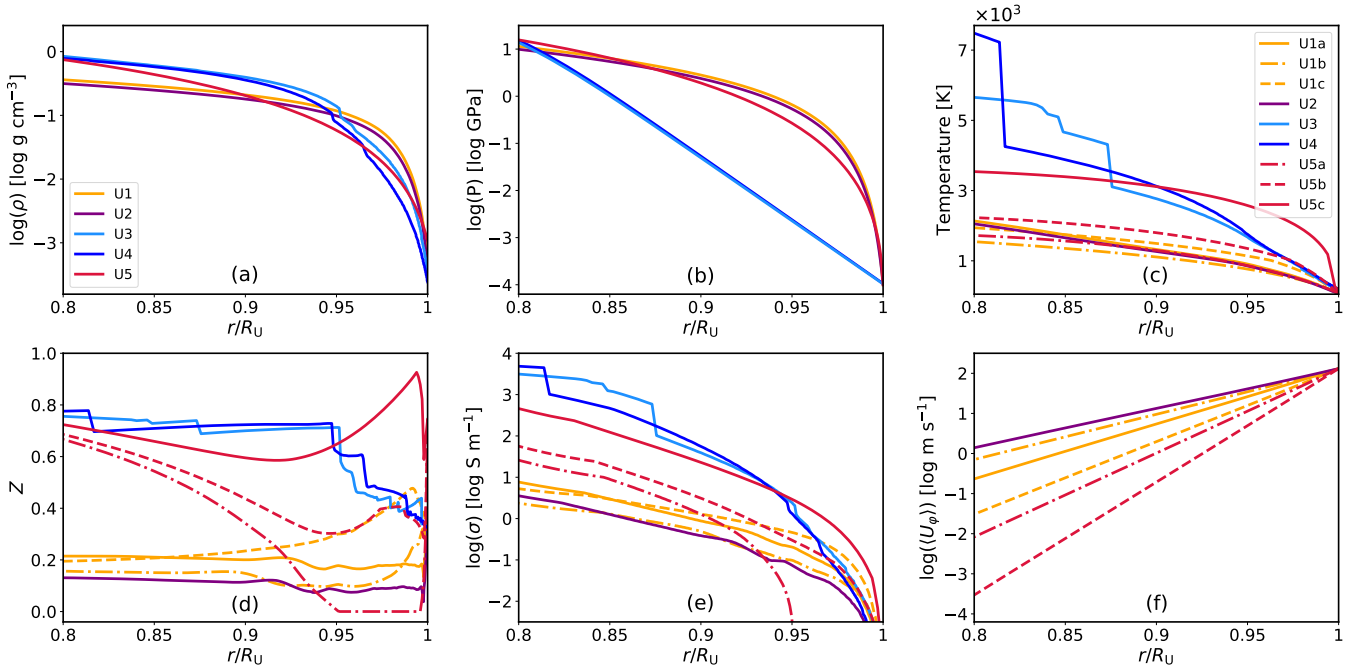 0
−1
−2
−3
log(ρ) [log g cm⁻³]
U1
U2
U3
U4
U5
(a)
0.8
0.85
0.9
0.95
1
r/R_U
1
0
−1
−2
−3
−4
log(P) [log GPa]
(b)
0.8
0.85
0.9
0.95
1
r/R_U
×10³
7
5
3
1
Temperature [K]
U1a
U1b
U1c
U2
U3
U4
U5a
U5b
U5c
(c)
0.8
0.85
0.9
0.95
1
r/R_U
1.0
0.8
0.6
0.4
0.2
0.0
Z
(d)
0.8
0.85
0.9
0.95
1
r/R_U
4
3
2
1
0
−1
−2
log(σ) [log S m⁻¹]
(e)
0.8
0.85
0.9
0.95
1
r/R_U
2
1
0
−1
−2
−3
−4
log(⟨U_φ⟩) [log m s⁻¹]
(f)
0.8
0.85
0.9
0.95
1
r/R_U